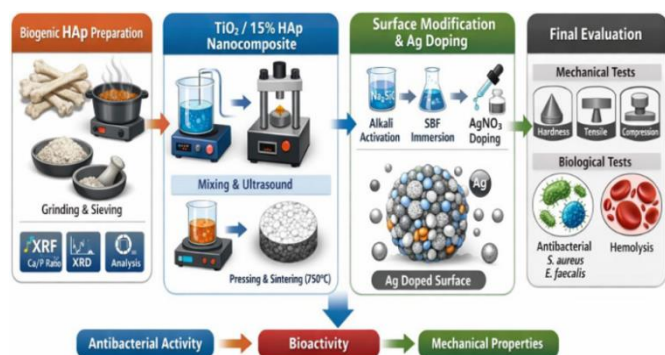 Biogenic HAp Preparation
Grinding & Sieving
XRF
Ca/P Ratio
XRD
Analysis
TiO₂ / 15% HAp
Nanocomposite
Mixing & Ultrasound
Pressing & Sintering (750°C)
Surface Modification
& Ag Doping
Alkali
Activation
SBF
Immersion
AgNO₃
Doping
Ag
Ag Doped Surface
Final Evaluation
Mechanical Tests
Hardness
Tensile
Compression
Biological Tests
Antibacterial
S. aureus
E. faecalis
Hemolysis
Antibacterial Activity
Bioactivity
Mechanical Properties